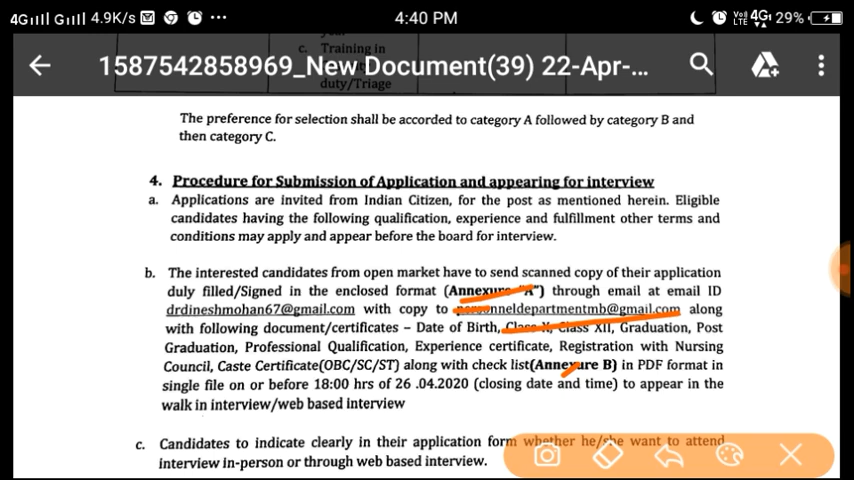 4G 4.9K/s ... 4:40 PM VoLTE 4G 29%
1587542858969_New Document(39) 22-Apr-...
c. Training in
duty/Triage
The preference for selection shall be accorded to category A followed by category B and
then category C.
4. Procedure for Submission of Application and appearing for interview
a. Applications are invited from Indian Citizen, for the post as mentioned herein. Eligible
candidates having the following qualification, experience and fulfillment other terms and
conditions may apply and appear before the board for interview.
b. The interested candidates from open market have to send scanned copy of their application
duly filled/Signed in the enclosed format (Annexure "A") through email at email ID
drdineshmohan67@gmail.com with copy to personneldepartmentmb@gmail.com along
with following document/certificates – Date of Birth, Class X, Class XII, Graduation, Post
Graduation, Professional Qualification, Experience certificate, Registration with Nursing
Council, Caste Certificate(OBC/SC/ST) along with check list(Annexure B) in PDF format in
single file on or before 18:00 hrs of 26 .04.2020 (closing date and time) to appear in the
walk in interview/web based interview
c. Candidates to indicate clearly in their application form whether he/she want to attend
interview in-person or through web based interview.